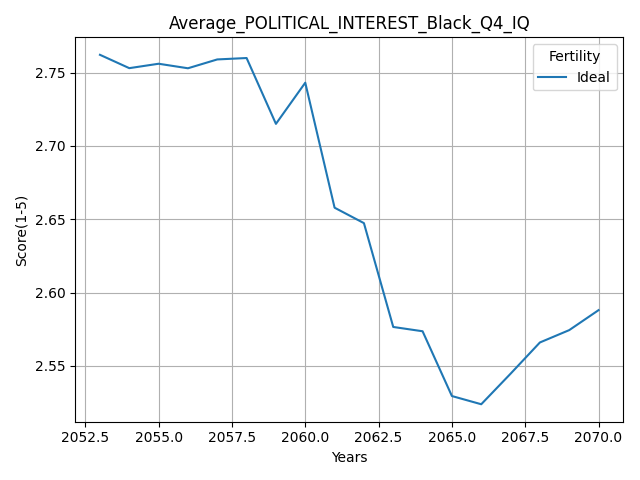 Average_POLITICAL_INTEREST_Black_Q4_IQ
Fertility
Ideal
2.75
2.70
2.65
2.60
2.55
Score(1-5)
2052.5 2055.0 2057.5 2060.0 2062.5 2065.0 2067.5 2070.0
Years